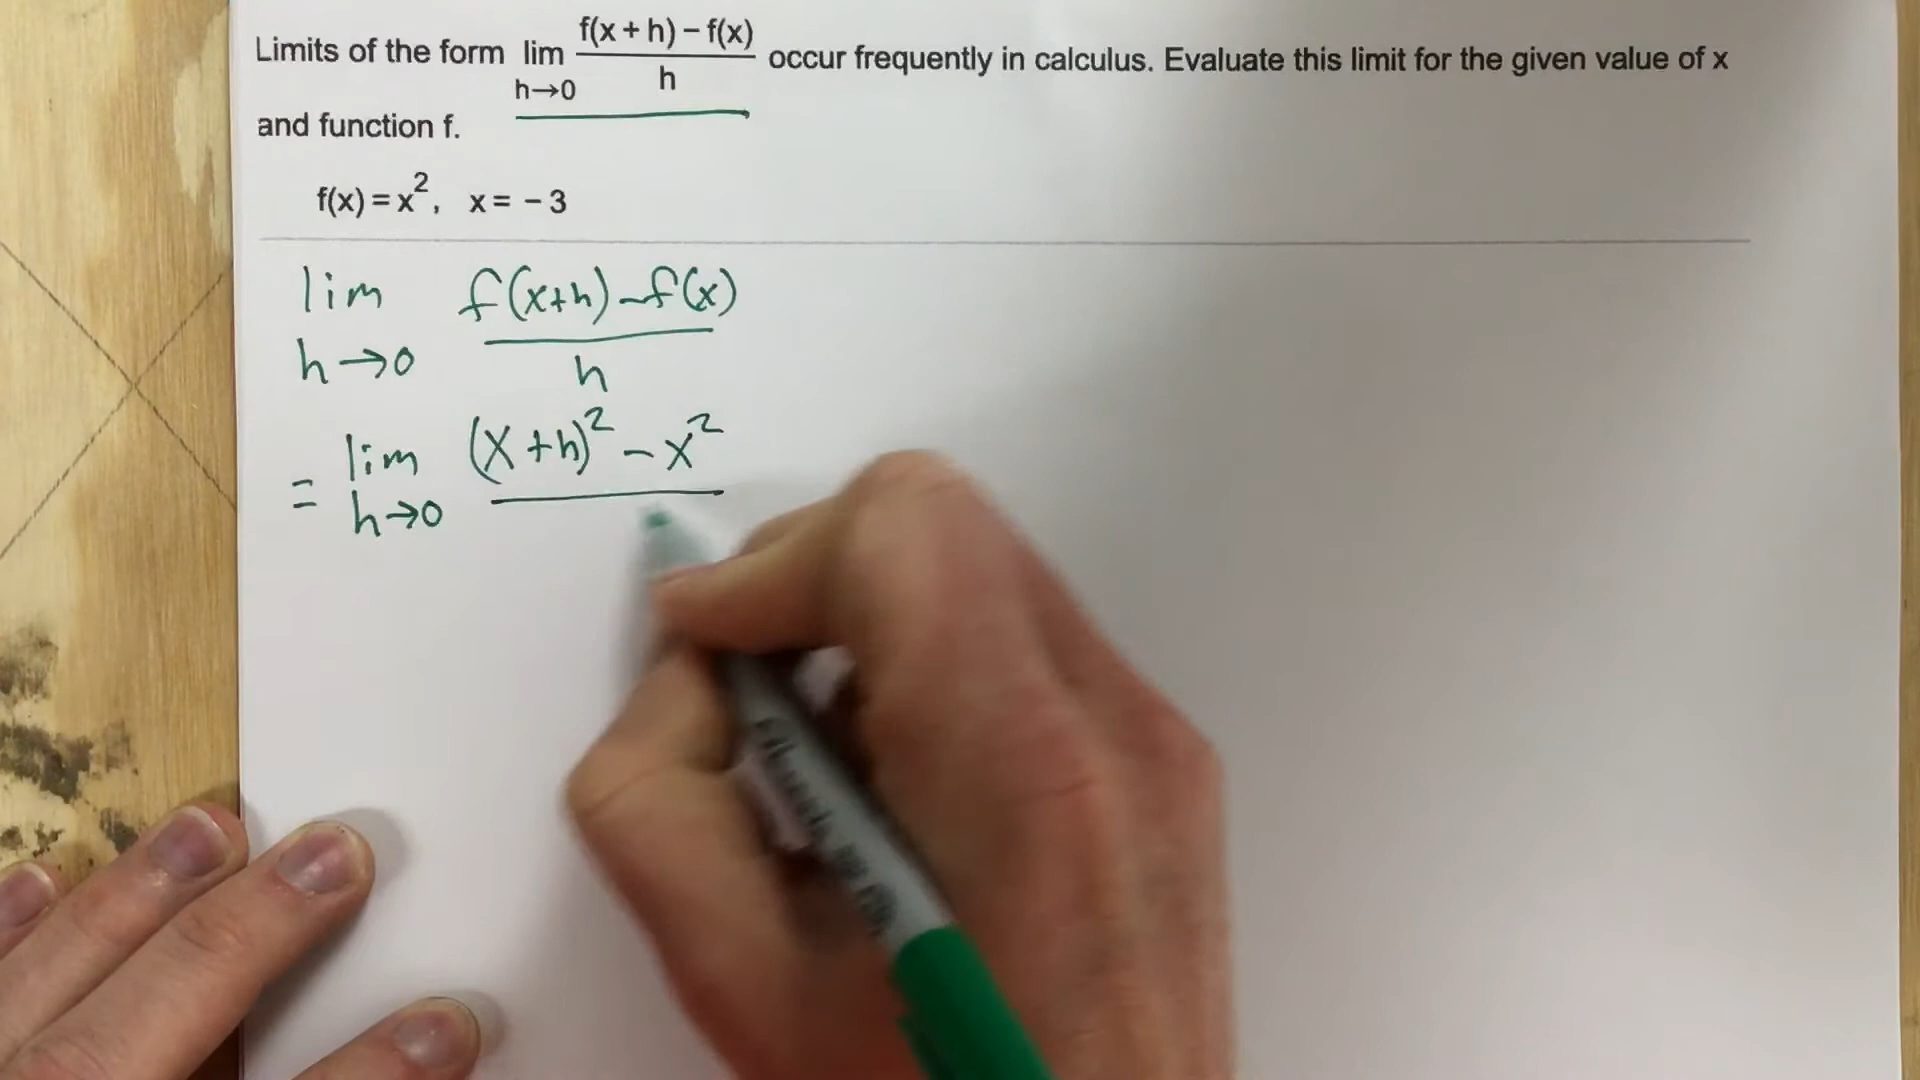 Limits of the form lim h→0 f(x + h) − f(x) / h occur frequently in calculus. Evaluate this limit for the given value of x
and function f.
f(x) = x², x = − 3
lim h→0 f(x+h) − f(x) / h
= lim h→0 (x+h)² − x²